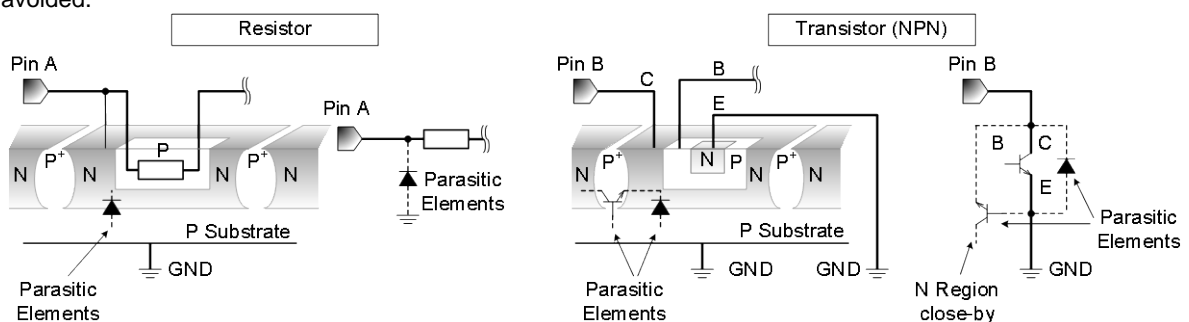 avoided.
Resistor
Transistor (NPN)
Pin A
Pin A
N
P+
N
P
N
P+
N
Parasitic
Elements
P Substrate
GND
Parasitic
Elements
Pin B
C
B
E
N
P+
N
N
P
N
P+
N
P Substrate
GND
GND
Parasitic
Elements
Pin B
B
C
E
Parasitic
Elements
GND
N Region
close-by